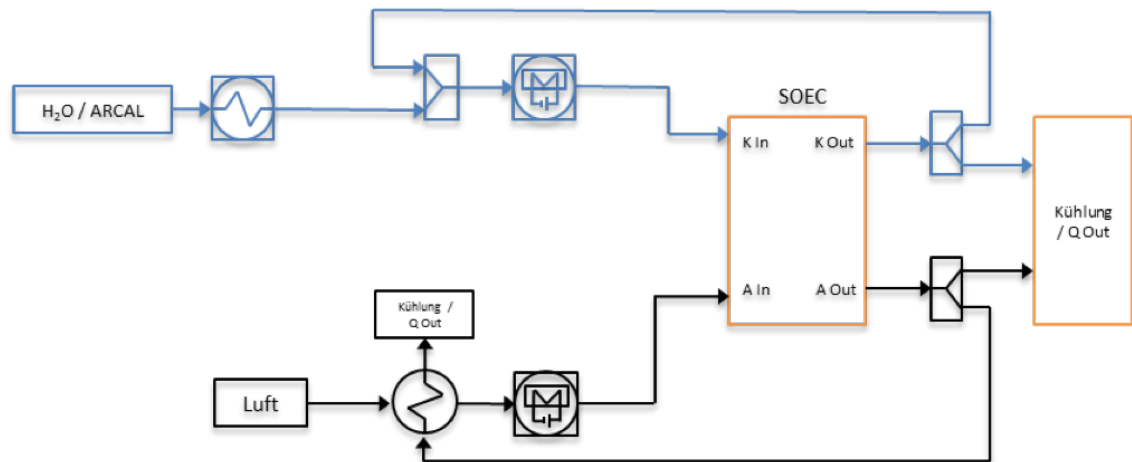 H₂O / ARCAL
SOEC
K In
K Out
A In
A Out
Kühlung
/ Q Out
Kühlung /
Q Out
Luft